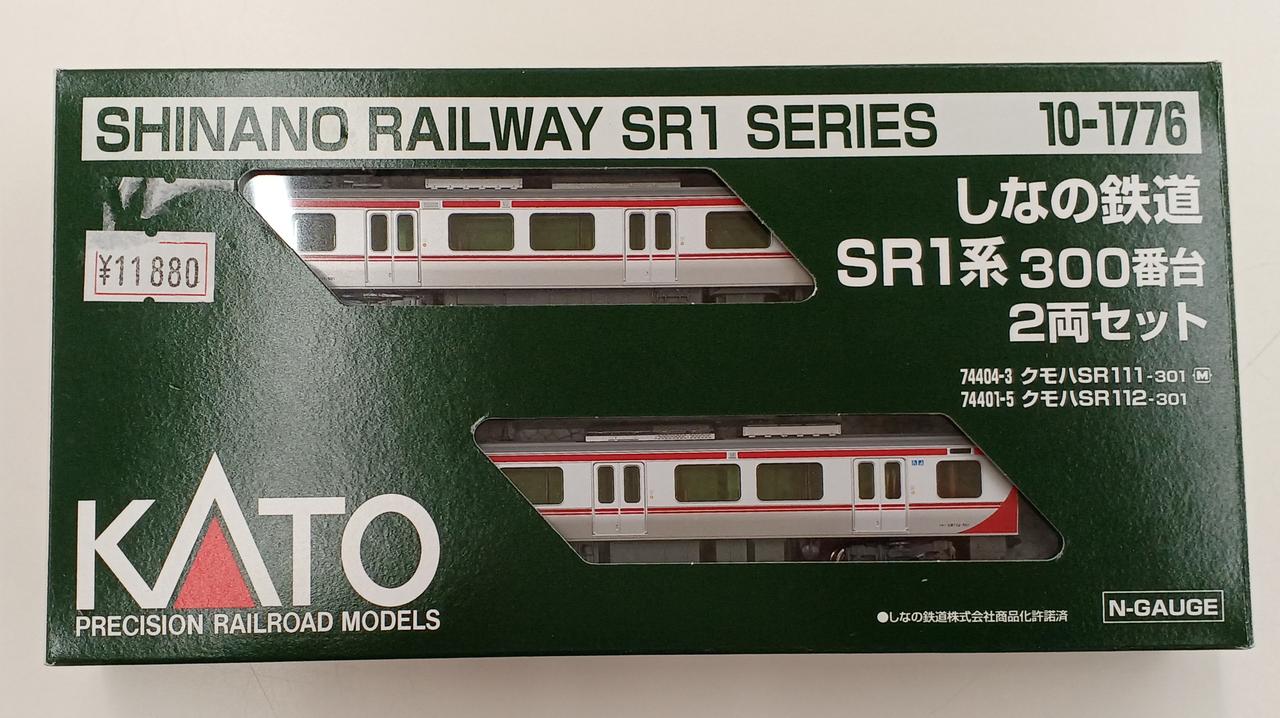 SHINANO RAILWAY SR1 SERIES 10-1776
しなの鉄道
SR1系 300番台
2両セット
¥11880
74404-3 クモハSR111-301 M
74401-5 クモハSR112-301
KATO
PRECISION RAILROAD MODELS
●しなの鉄道株式会社商品化許諾済
N-GAUGE